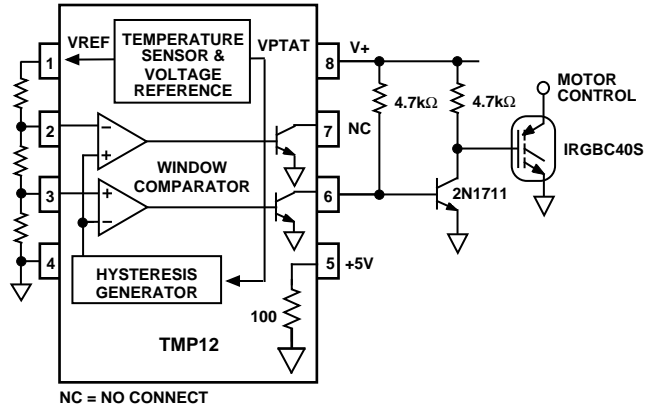 VREF
TEMPERATURE
SENSOR &
VOLTAGE
REFERENCE
VPTAT
V+
1
8
4.7kΩ
4.7kΩ
MOTOR
CONTROL
2
7
NC
IRGBC40S
WINDOW
COMPARATOR
3
6
2N1711
4
5
+5V
HYSTERESIS
GENERATOR
100
TMP12
NC = NO CONNECT